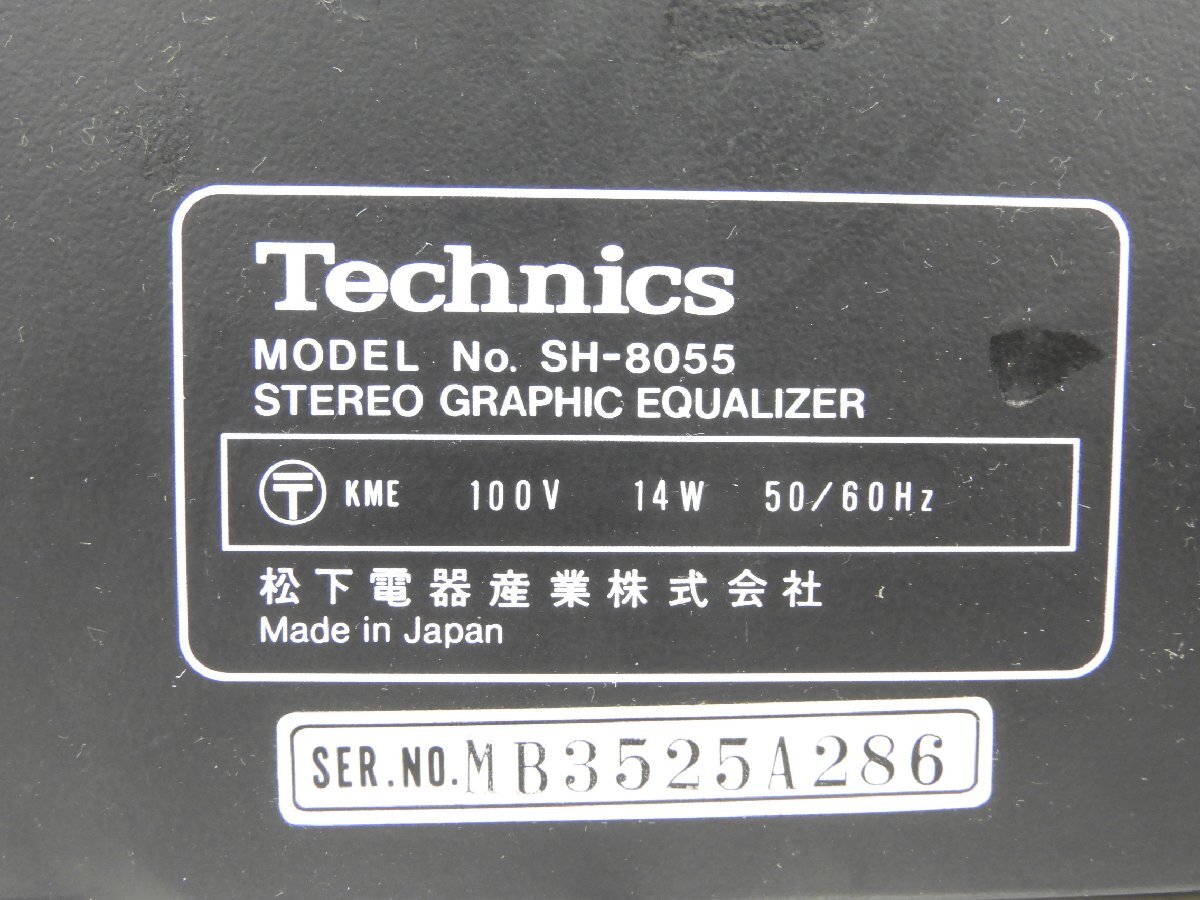 Technics
MODEL No. SH-8055
STEREO GRAPHIC EQUALIZER
〒 KME 100V 14W 50/60Hz
松下電器産業株式会社
Made in Japan
SER.NO. MB3525A286